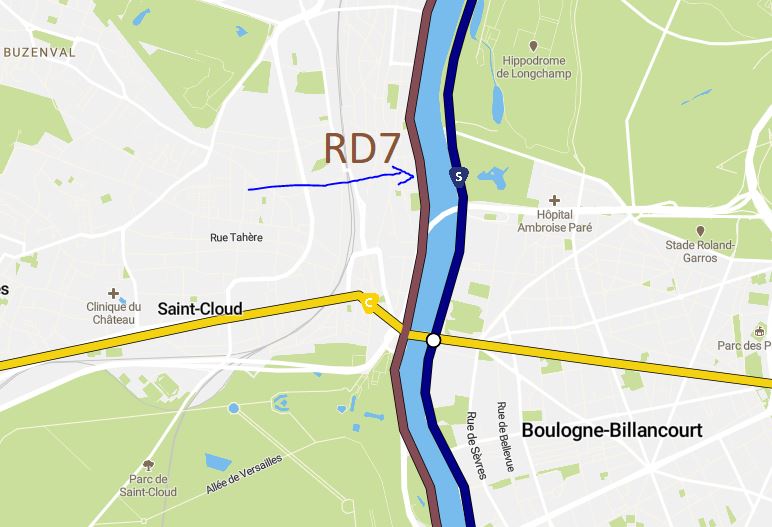 BUZENVAL
Hippodrome
de Longchamp
RD7
S
Hôpital
Ambroise Paré
Rue Tahère
Stade Roland-
Garros
s
Clinique du
Château
Saint-Cloud
C
Parc des P
Rue de Sèvres
Rue de Bellevue
Boulogne-Billancourt
Parc de
Saint-Cloud
Allée de Versailles